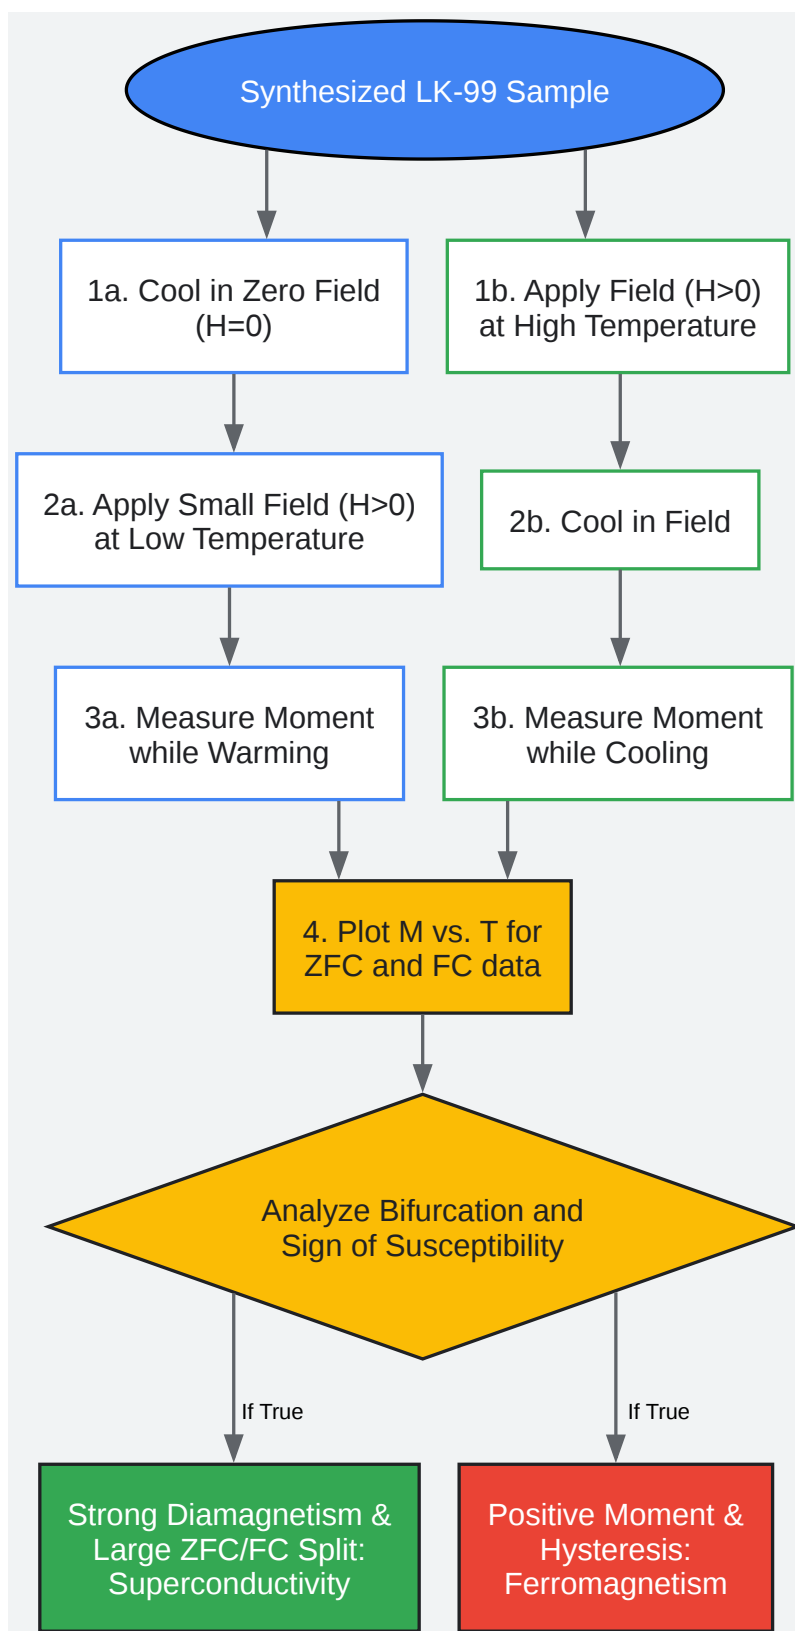 Synthesized LK-99 Sample
1a. Cool in Zero Field
(H=0)
1b. Apply Field (H>0)
at High Temperature
2a. Apply Small Field (H>0)
at Low Temperature
2b. Cool in Field
3a. Measure Moment
while Warming
3b. Measure Moment
while Cooling
4. Plot M vs. T for
ZFC and FC data
Analyze Bifurcation and
Sign of Susceptibility
If True
If True
Strong Diamagnetism &
Large ZFC/FC Split:
Superconductivity
Positive Moment &
Hysteresis:
Ferromagnetism